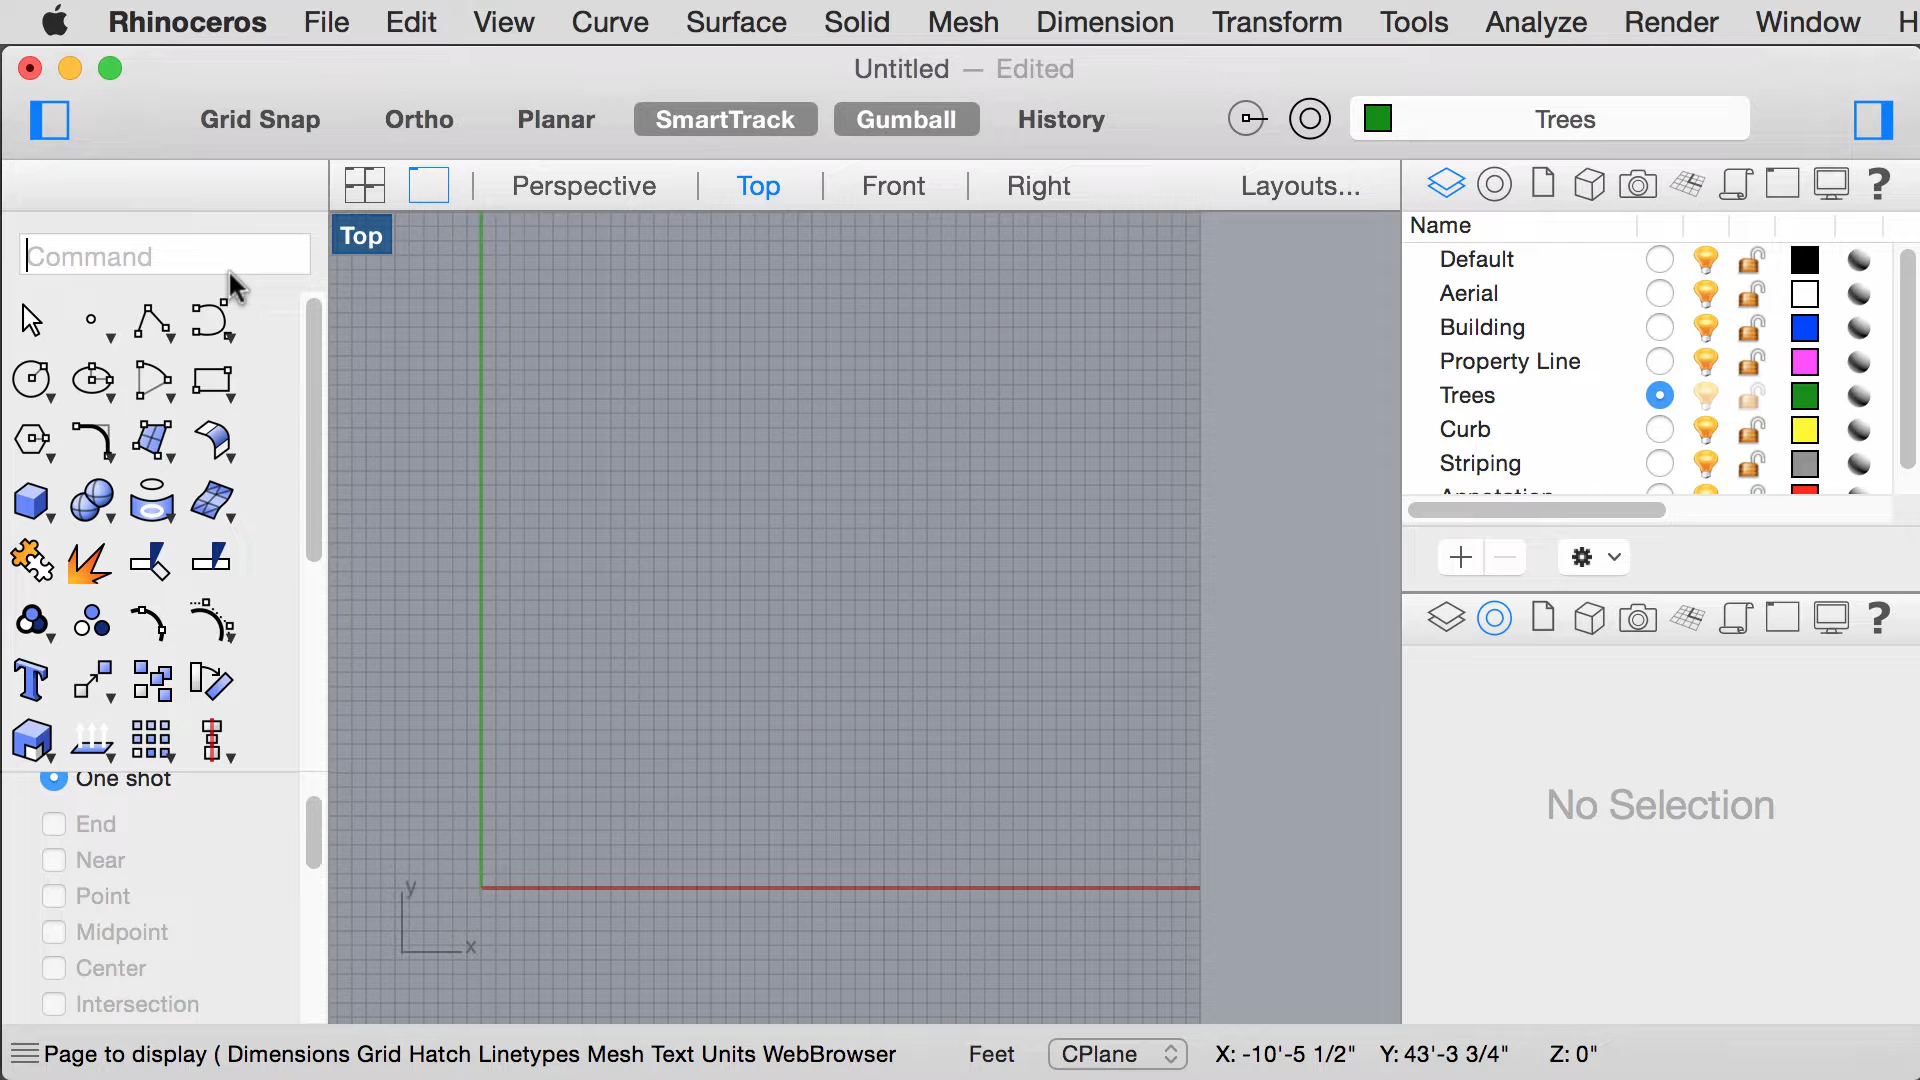 Rhinoceros File Edit View Curve Surface Solid Mesh Dimension Transform Tools Analyze Render Window H
Untitled — Edited
Grid Snap Ortho Planar SmartTrack Gumball History Trees
Perspective Top Front Right Layouts...
Top
Command
Name
Default
Aerial
Building
Property Line
Trees
Curb
Striping
Annotation
One shot
End
Near
Point
Midpoint
Center
Intersection
No Selection
y
x
Page to display ( Dimensions Grid Hatch Linetypes Mesh Text Units WebBrowser Feet CPlane X: -10'-5 1/2" Y: 43'-3 3/4" Z: 0"